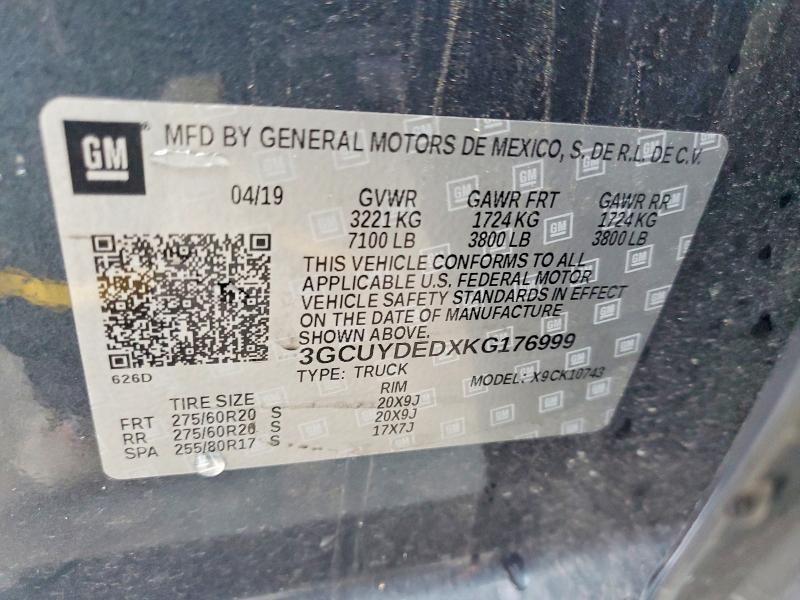 GM
MFD BY GENERAL MOTORS DE MEXICO, S. DE R.L. DE C.V.
04/19 GVWR GAWR FRT GAWR RR
3221 KG 1724 KG 1724 KG
7100 LB 3800 LB 3800 LB
THIS VEHICLE CONFORMS TO ALL
APPLICABLE U.S. FEDERAL MOTOR
VEHICLE SAFETY STANDARDS IN EFFECT
ON THE DATE OF MANUFACTURE
SHOWN ABOVE.
3GCUYDEDXKG176999
626D TYPE: TRUCK MODEL: X9CK10743
TIRE SIZE RIM
FRT 275/60R20 S 20X9J
RR 275/60R20 S 20X9J
SPA 255/80R17 S 17X7J